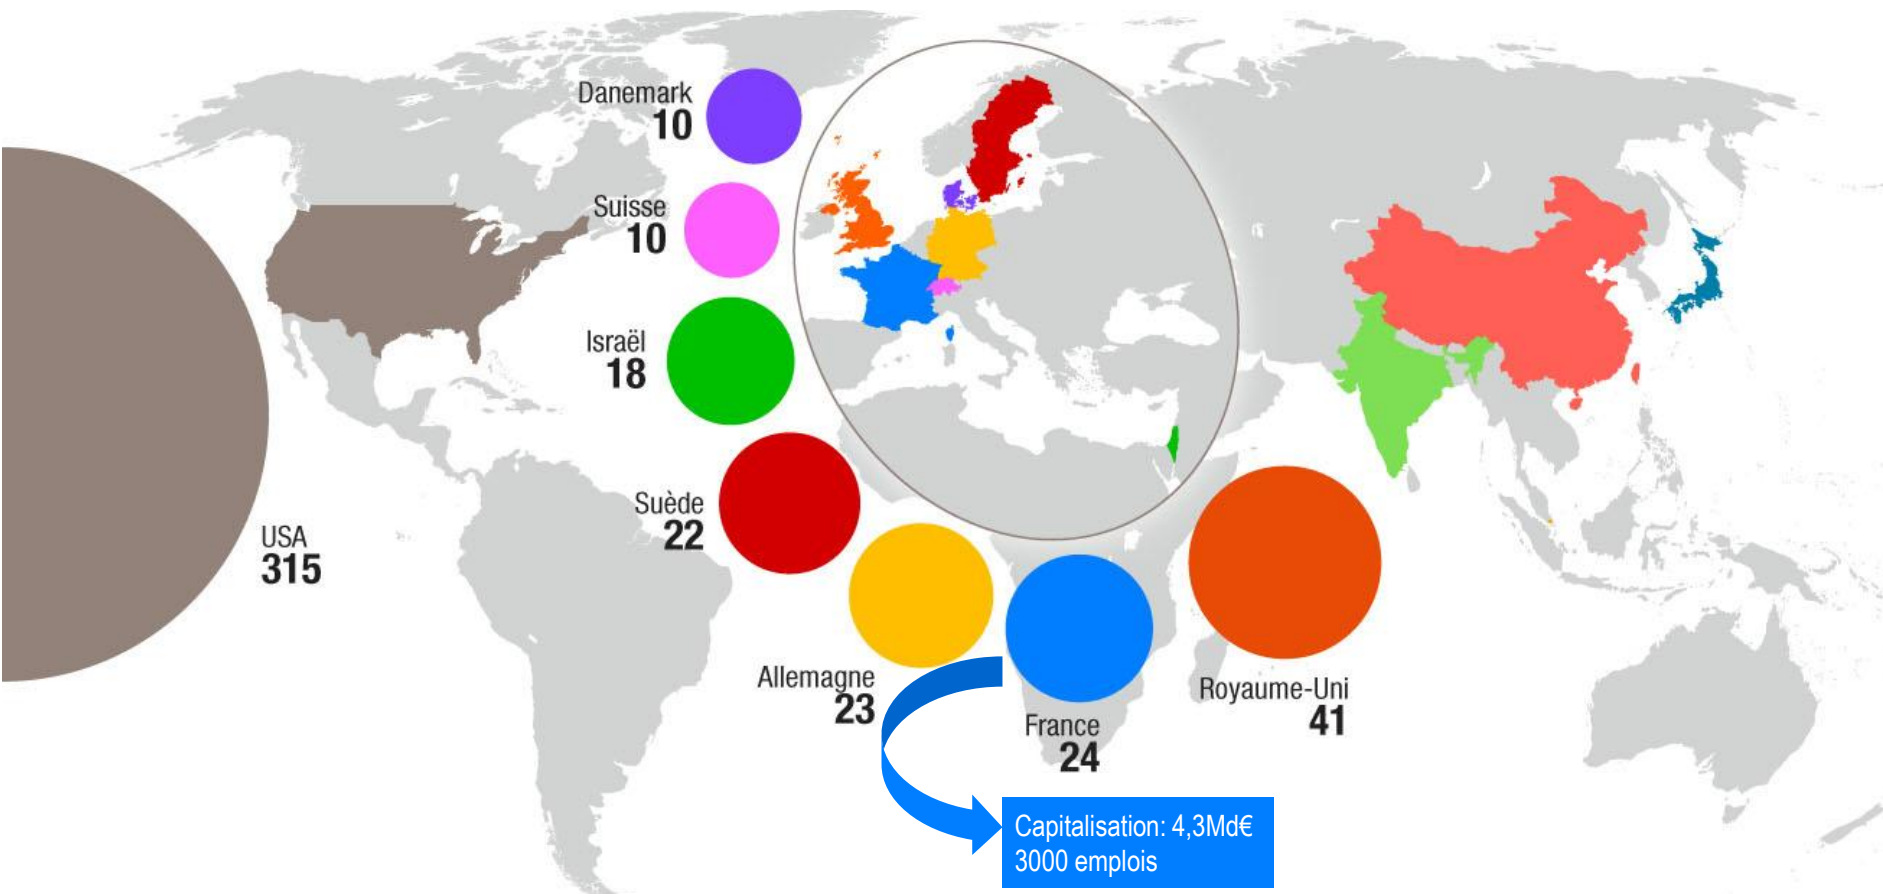 Danemark
10
Suisse
10
Israël
18
Suède
22
USA
315
Allemagne
23
France
24
Royaume-Uni
41
Capitalisation: 4,3Md€
3000 emplois